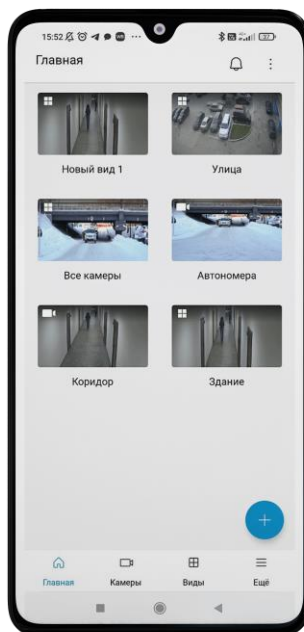 15:52
Главная
Новый вид 1
Улица
Все камеры
Автономера
Коридор
Здание
Главная
Камеры
Виды
Ещё